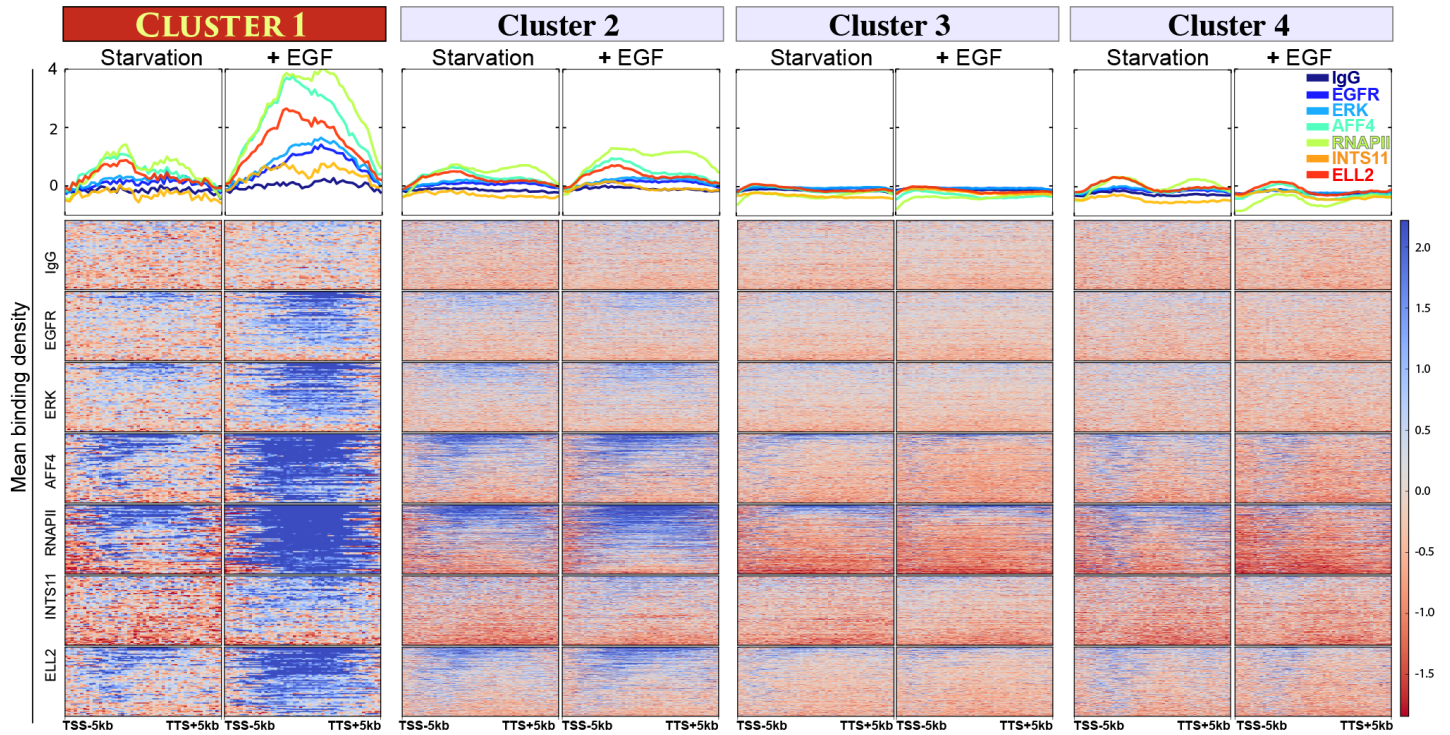 CLUSTER 1
Cluster 2
Cluster 3
Cluster 4
Starvation
+ EGF
Starvation
+ EGF
Starvation
+ EGF
Starvation
+ EGF
4
2
0
IgG
EGFR
ERK
AFF4
RNAPII
INTS11
ELL2
Mean binding density
IgG
EGFR
ERK
AFF4
RNAPII
INTS11
ELL2
2.0
1.5
1.0
0.5
0.0
-0.5
-1.0
-1.5
TSS-5kb
TTS+5kb
TSS-5kb
TTS+5kb
TSS-5kb
TTS+5kb
TSS-5kb
TTS+5kb
TSS-5kb
TTS+5kb
TSS-5kb
TTS+5kb
TSS-5kb
TTS+5kb
TSS-5kb
TTS+5kb